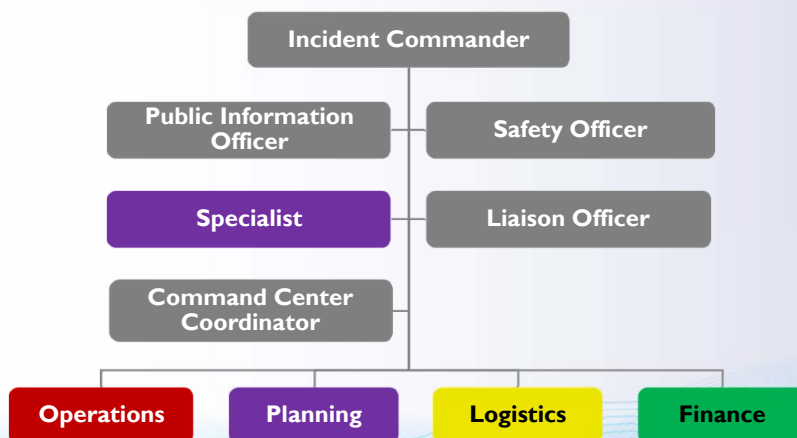 Incident Commander
Public Information
Officer
Safety Officer
Specialist
Liaison Officer
Command Center
Coordinator
Operations
Planning
Logistics
Finance